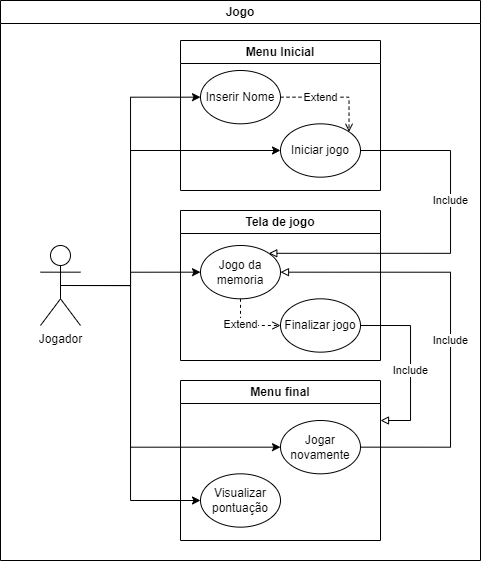 Jogo
Menu Inicial
Inserir Nome
Extend
Iniciar jogo
Include
Tela de jogo
Jogo da
memoria
Extend
Finalizar jogo
Jogador
Include
Include
Menu final
Jogar
novamente
Visualizar
pontuação